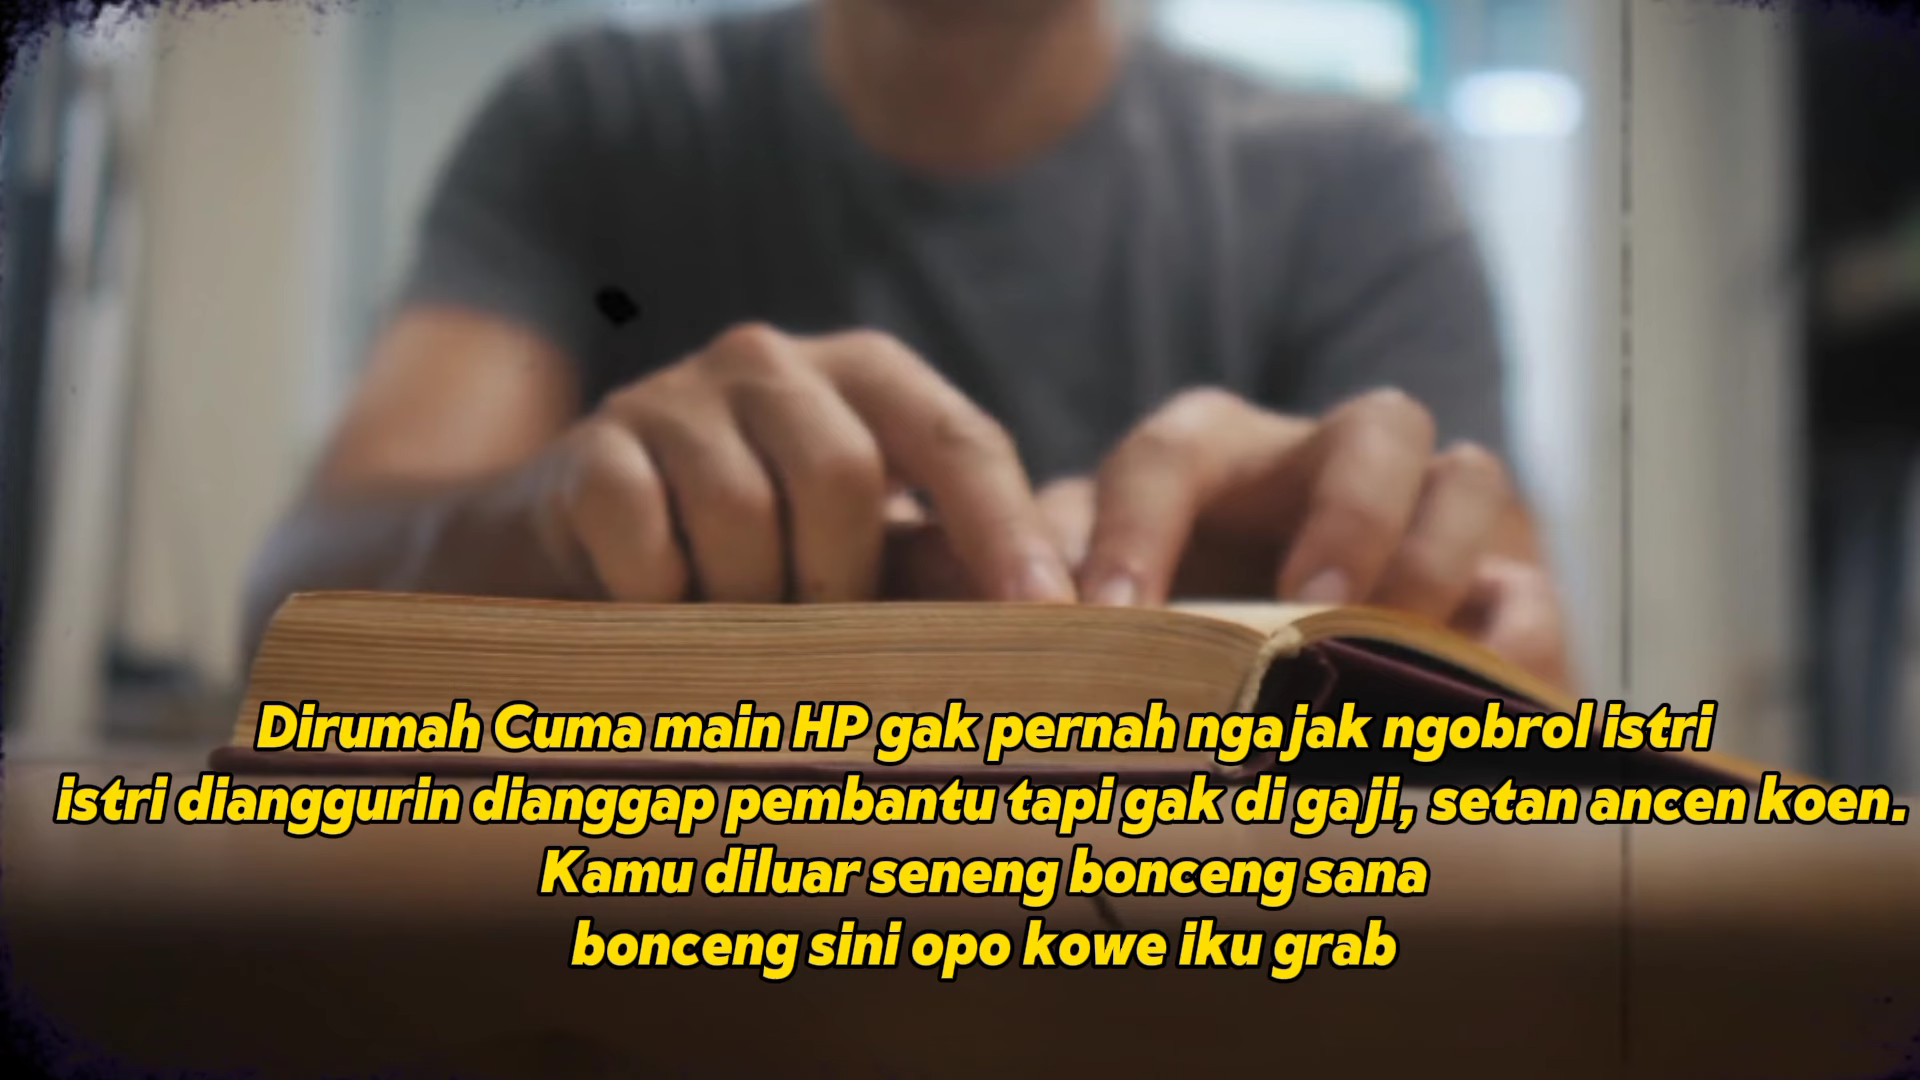 Dirumah Cuma main HP gak pernah ngajak ngobrol istri
istri dianggurin dianggap pembantu tapi gak di gaji, setan ancen koen.
Kamu diluar seneng bonceng sana
bonceng sini opo kowe iku grab